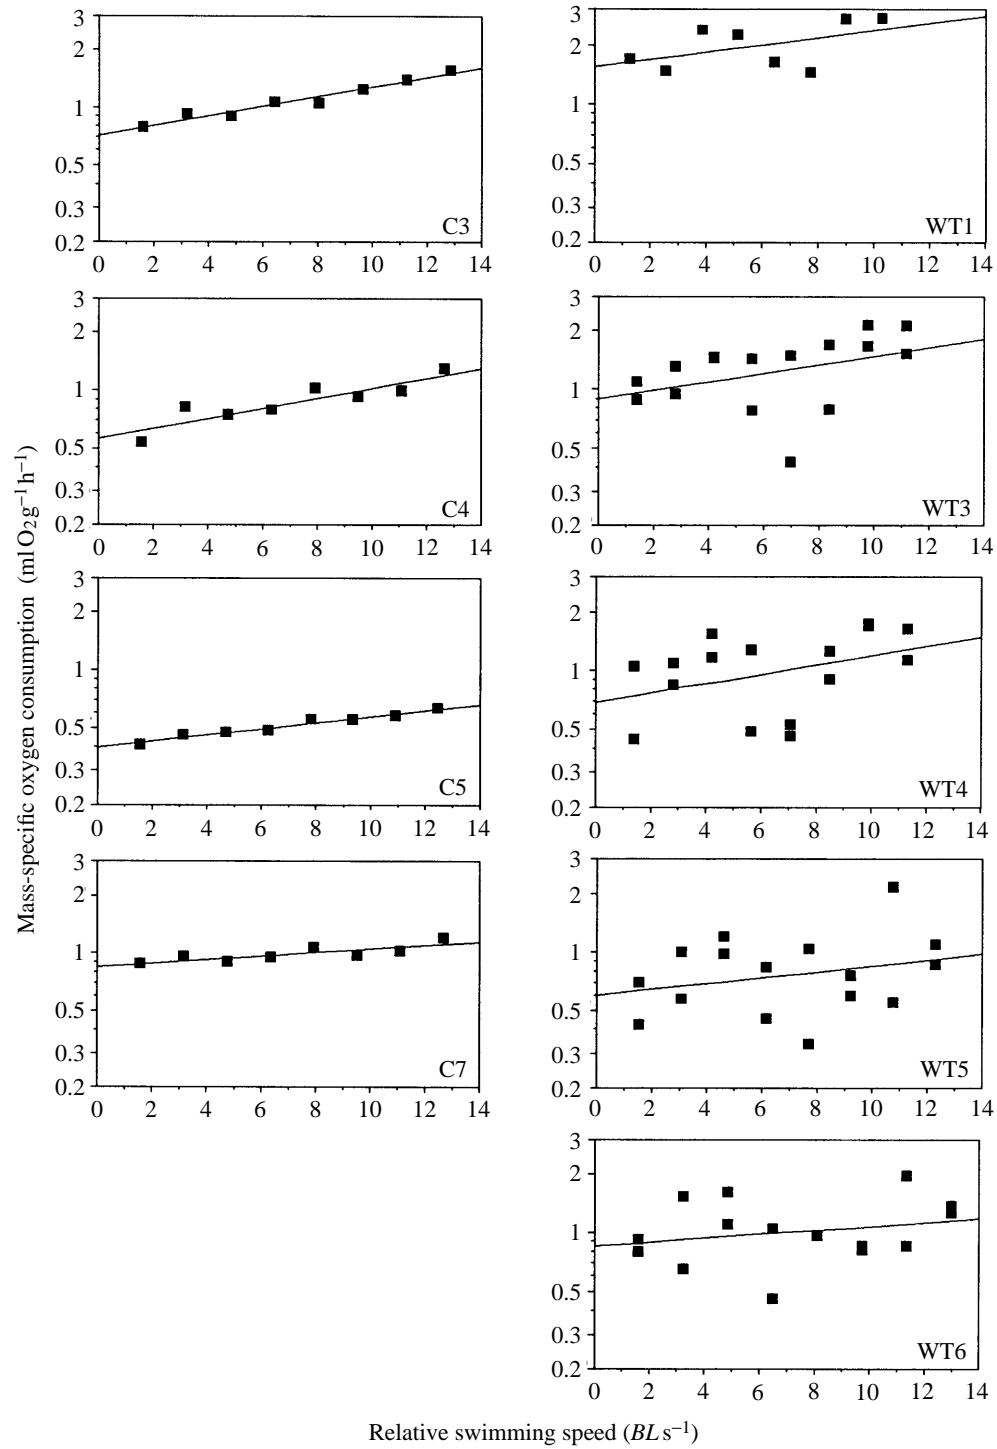 3
2
1
0.5
0.3
0.2
C3
0 2 4 6 8 10 12 14
3
2
1
0.5
0.3
0.2
WT1
0 2 4 6 8 10 12 14
3
2
1
0.5
0.3
0.2
C4
0 2 4 6 8 10 12 14
3
2
1
0.5
0.3
0.2
WT3
0 2 4 6 8 10 12 14
3
2
1
0.5
0.3
0.2
C5
0 2 4 6 8 10 12 14
3
2
1
0.5
0.3
0.2
WT4
0 2 4 6 8 10 12 14
3
2
1
0.5
0.3
0.2
C7
0 2 4 6 8 10 12 14
3
2
1
0.5
0.3
0.2
WT5
0 2 4 6 8 10 12 14
3
2
1
0.5
0.3
0.2
WT6
0 2 4 6 8 10 12 14
Mass-specific oxygen consumption (ml O₂ g⁻¹ h⁻¹)
Relative swimming speed (BL s⁻¹)